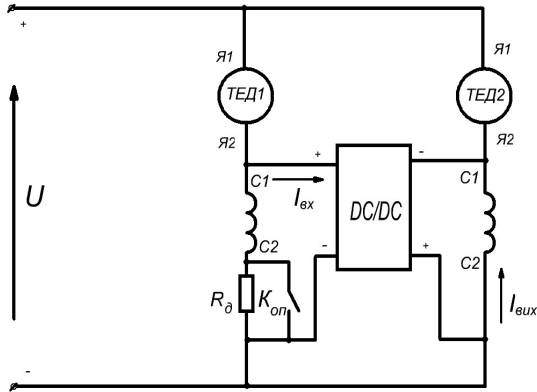 +
Я1
Я1
ТЕД1
ТЕД2
Я2
Я2
+
-
С1
С1
Iвх
DC/DC
U
С2
С2
-
+
Rд
Kоп
Iвих
-